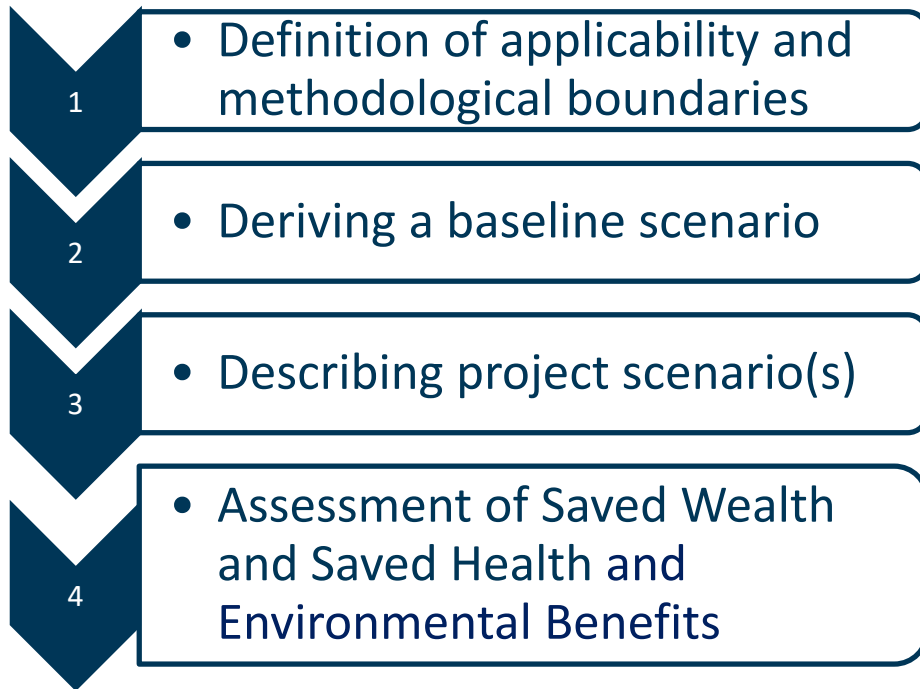 1
• Definition of applicability and
methodological boundaries
2
• Deriving a baseline scenario
3
• Describing project scenario(s)
4
• Assessment of Saved Wealth
and Saved Health and
Environmental Benefits